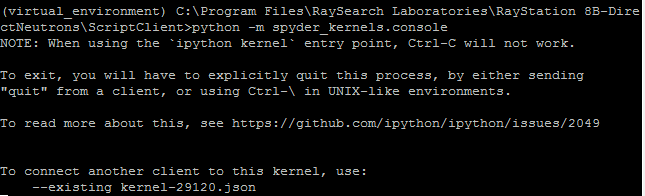 (virtual_environment) C:\Program Files\RaySearch Laboratories\RayStation 8B-Dire
ctNeutrons\ScriptClient>python -m spyder_kernels.console
NOTE: When using the `ipython kernel` entry point, Ctrl-C will not work.
To exit, you will have to explicitly quit this process, by either sending
"quit" from a client, or using Ctrl-\ in UNIX-like environments.
To read more about this, see https://github.com/ipython/ipython/issues/2049
To connect another client to this kernel, use:
--existing kernel-29120.json